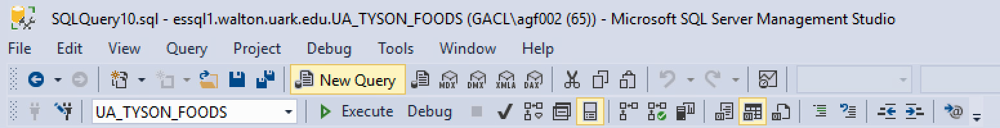 SQLQuery10.sql - essql1.walton.uark.edu.UA_TYSON_FOODS (GACL\agf002 (65)) - Microsoft SQL Server Management Studio
File Edit View Query Project Debug Tools Window Help
New Query MDX DMX XMLA DAX
UA_TYSON_FOODS Execute Debug